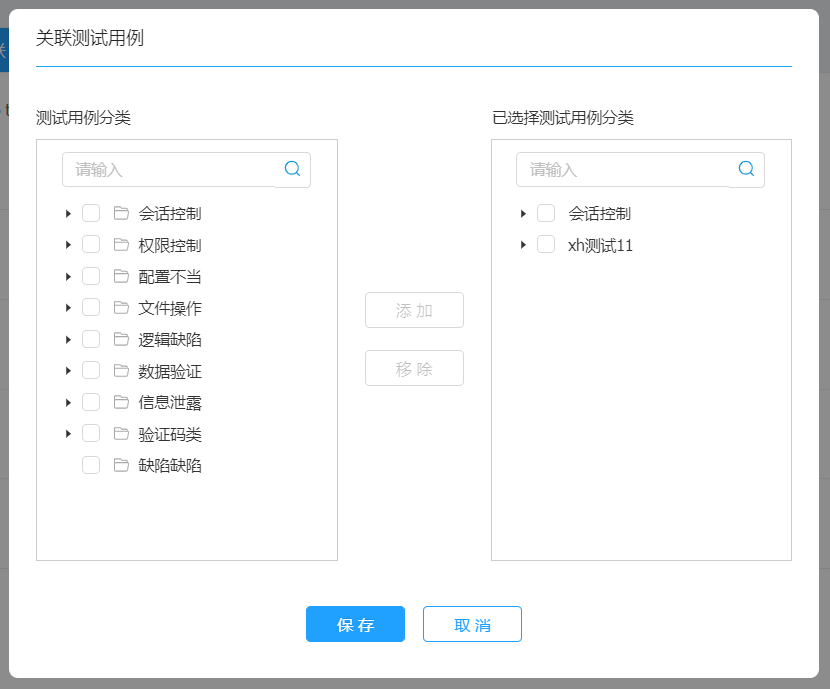 关联测试用例
测试用例分类
请输入
会话控制
权限控制
配置不当
文件操作
逻辑缺陷
数据验证
信息泄露
验证码类
缺陷缺陷
添 加
移 除
已选择测试用例分类
请输入
会话控制
xh测试11
保 存
取 消